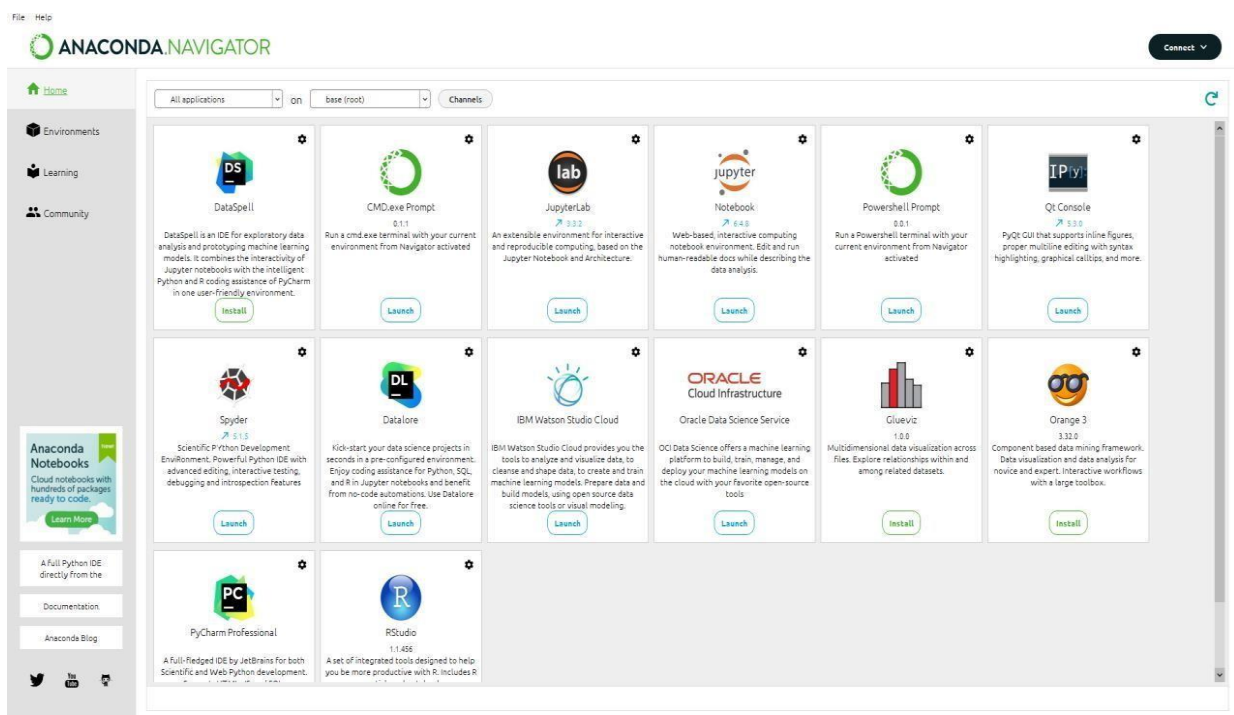 File Help
ANACONDA.NAVIGATOR
Connect
Home
Environments
Learning
Community
All applications
on
base (root)
Channels
DS
DataSpell
DataSpell is an IDE for exploratory data
analysis and prototyping machine learning
models. It combines the interactivity of
Jupyter notebooks with the intelligent
Python and R coding assistance of PyCharm
in one user-friendly environment.
Install
CMD.exe Prompt
0.1.1
Run a cmd.exe terminal with your current
environment from Navigator activated
Launch
lab
JupyterLab
3.3.2
An extensible environment for interactive
and reproducible computing, based on the
Jupyter Notebook and Architecture.
Launch
jupyter
Notebook
6.4.8
Web-based, interactive computing
notebook environment. Edit and run
human-readable docs while describing the
data analysis.
Launch
Powershell Prompt
0.0.1
Run a Powershell terminal with your
current environment from Navigator
activated
Launch
IP[y]:
Qt Console
5.3.0
PyQt GUI that supports inline figures,
proper multiline editing with syntax
highlighting, graphical calltips, and more.
Launch
Spyder
5.1.5
Scientific PYthon Development
EnviRonment. Powerful Python IDE with
advanced editing, interactive testing,
debugging and introspection features
Launch
DL
Datalore
Kick-start your data science projects in
seconds in a pre-configured environment.
Enjoy coding assistance for Python, SQL,
and R in Jupyter notebooks and benefit
from no-code automations. Use Datalore
online for free.
Launch
IBM Watson Studio Cloud
IBM Watson Studio Cloud provides you the
tools to analyze and visualize data, to
cleanse and shape data, to create and train
machine learning models. Prepare data and
build models, using open source data
science tools or visual modeling.
Launch
ORACLE
Cloud Infrastructure
Oracle Data Science Service
OCI Data Science offers a machine learning
platform to build, train, manage, and
deploy your machine learning models on
the cloud with your favorite open-source
tools
Launch
Glueviz
1.0.0
Multidimensional data visualization across
files. Explore relationships within and
among related datasets.
Install
Orange 3
3.32.0
Component based data mining framework.
Data visualization and data analysis for
novice and expert. Interactive workflows
with a large toolbox.
Install
PC
PyCharm Professional
A full-fledged IDE by JetBrains for both
Scientific and Web Python development.
R
RStudio
1.1.456
A set of integrated tools designed to help
you be more productive with R. Includes R
Anaconda
Notebooks
new!
Cloud notebooks with
hundreds of packages
ready to code.
Learn More
A full Python IDE
directly from the
Documentation
Anaconda Blog
You
Tube